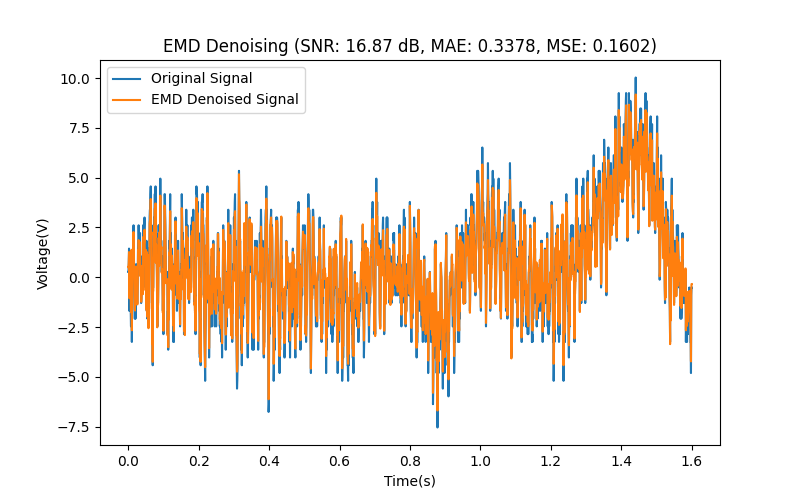 EMD Denoising (SNR: 16.87 dB, MAE: 0.3378, MSE: 0.1602)
Original Signal
EMD Denoised Signal
10.0
7.5
5.0
2.5
0.0
−2.5
−5.0
−7.5
Voltage(V)
0.0 0.2 0.4 0.6 0.8 1.0 1.2 1.4 1.6
Time(s)